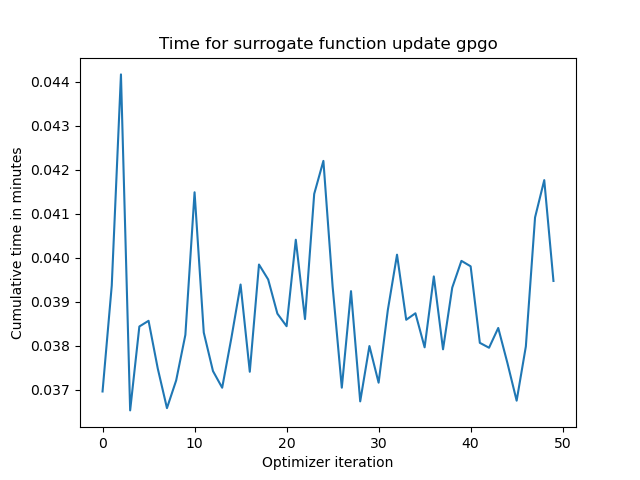 Time for surrogate function update gpgo
Cumulative time in minutes
0.044
0.043
0.042
0.041
0.040
0.039
0.038
0.037
0 10 20 30 40 50
Optimizer iteration